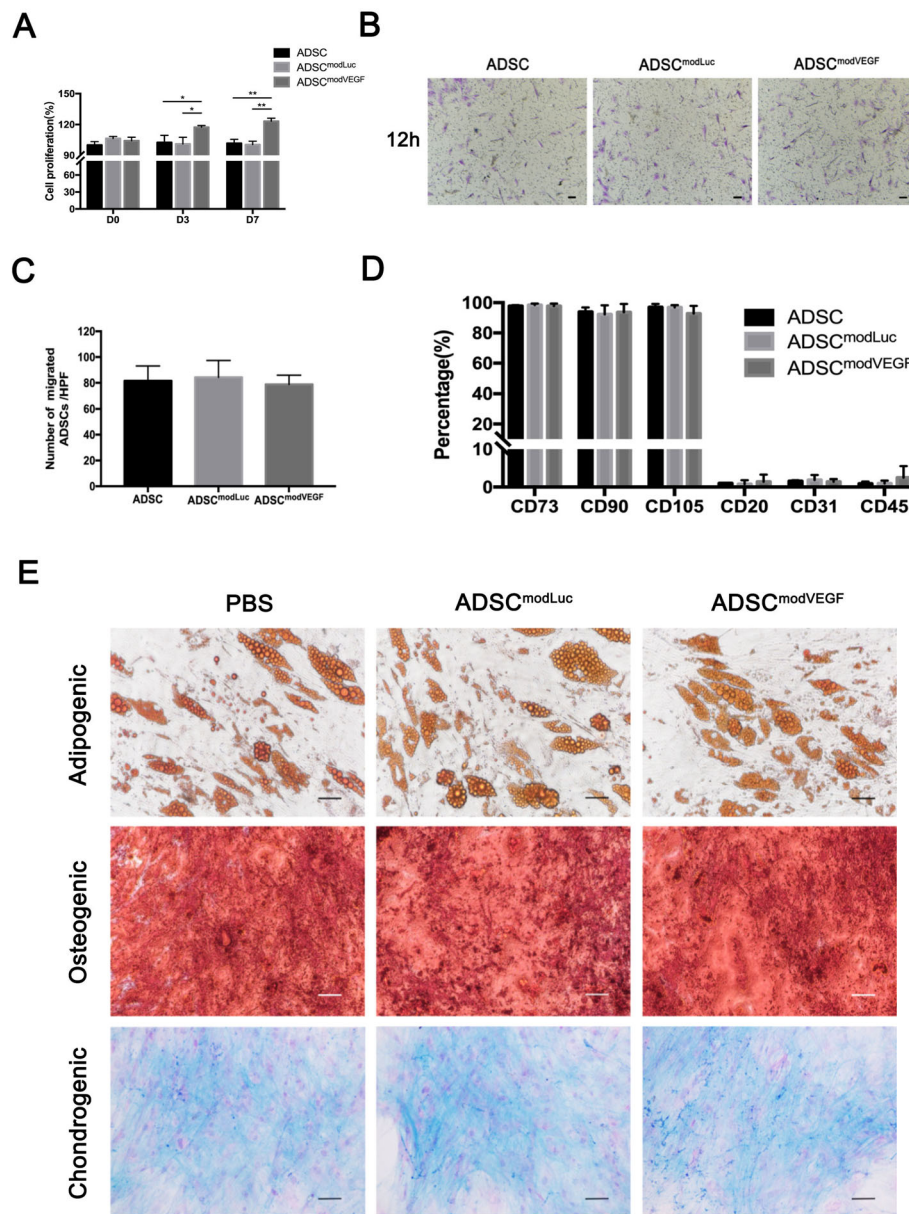 A
ADSC
ADSCmodLuc
ADSCmodVEGF
Cell proliferation(%)
150
120
90
60
30
0
* *
* **
** **
D0 D3 D7
B
ADSC ADSCmodLuc ADSCmodVEGF
12h
C
Number of migrated
ADSCs /HPF
120
100
80
60
40
20
0
ADSC ADSCmodLuc ADSCmodVEGF
D
Percentage(%)
100
80
60
40
20
10
0
CD73 CD90 CD105 CD20 CD31 CD45
ADSC
ADSCmodLuc
ADSCmodVEGF
E
PBS ADSCmodLuc ADSCmodVEGF
Adipogenic
Osteogenic
Chondrogenic